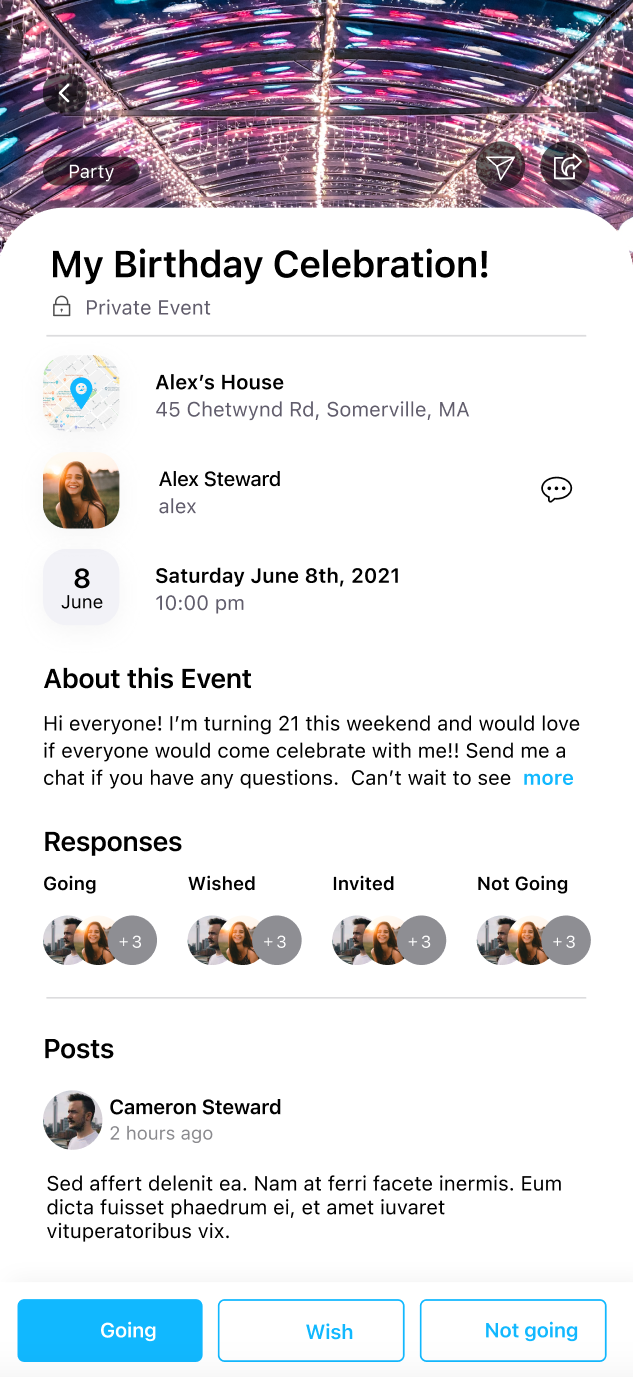 Party
My Birthday Celebration!
Private Event
Alex’s House
45 Chetwynd Rd, Somerville, MA
Alex Steward
alex
8
June
Saturday June 8th, 2021
10:00 pm
About this Event
Hi everyone! I’m turning 21 this weekend and would love
if everyone would come celebrate with me!! Send me a
chat if you have any questions.  Can’t wait to see more
Responses
Going Wished Invited Not Going
+3 +3 +3 +3
Posts
Cameron Steward
2 hours ago
Sed affert delenit ea. Nam at ferri facete inermis. Eum
dicta fuisset phaedrum ei, et amet iuvaret
vituperatoribus vix.
Going Wish Not going